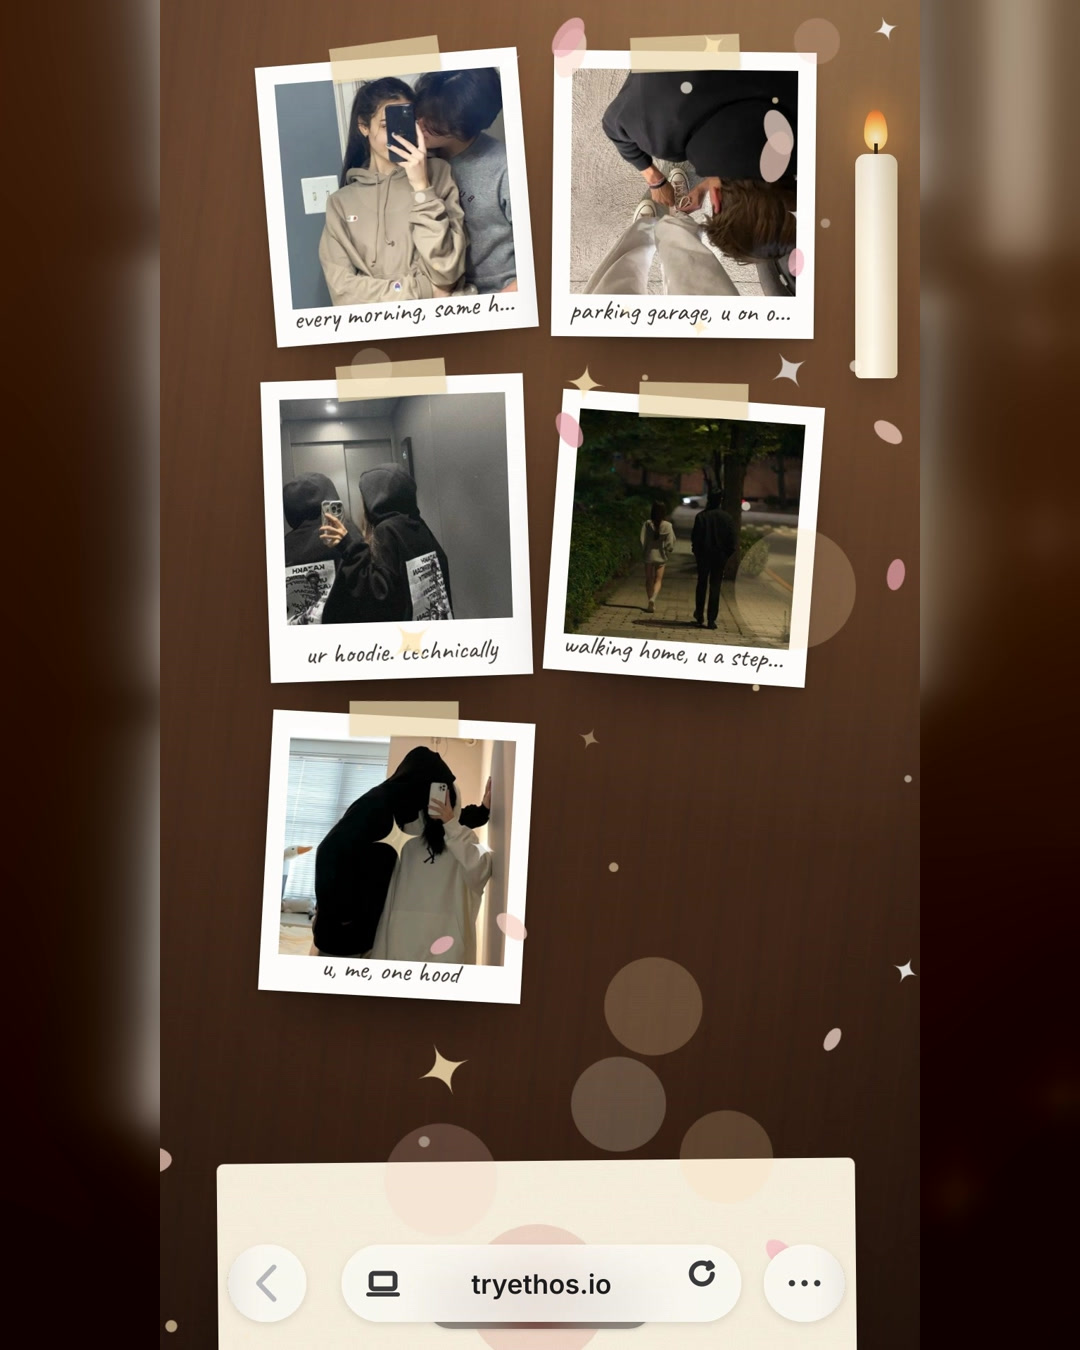 every morning, same h...
parking garage, u on o...
ur hoodie. technically
walking home, u a step...
u, me, one hood
tryethos.io